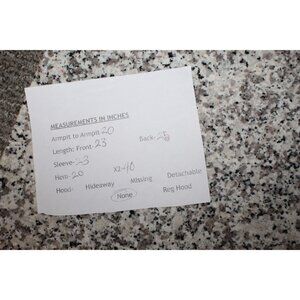 MEASUREMENTS IN INCHES
Armpit to Armpit 20
Length: Front- 23 Back-
Sleeve- 23
Hem- 20 X2- 40
Hood- Hideaway Missing Detachable
None Reg Hood